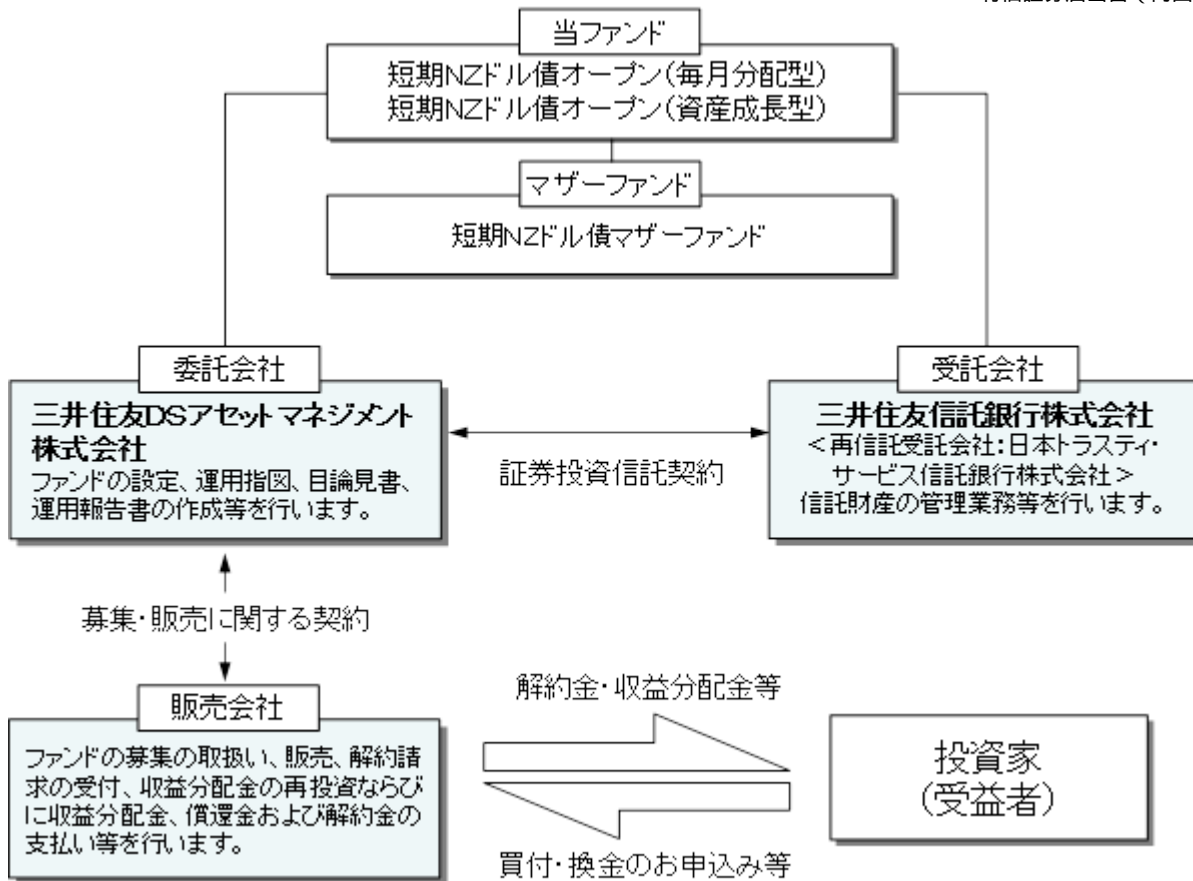 当ファンド
短期NZドル債オープン(毎月分配型)
短期NZドル債オープン(資産成長型)
マザーファンド
短期NZドル債マザーファンド
委託会社
三井住友DSアセットマネジメント
株式会社
ファンドの設定、運用指図、目論見書、
運用報告書の作成等を行います。
証券投資信託契約
受託会社
三井住友信託銀行株式会社
<再信託受託会社:日本トラスティ・
サービス信託銀行株式会社>
信託財産の管理業務等を行います。
募集・販売に関する契約
販売会社
ファンドの募集の取扱い、販売、解約請
求の受付、収益分配金の再投資ならび
に収益分配金、償還金および解約金の
支払い等を行います。
解約金・収益分配金等
買付・換金のお申込み等
投資家
(受益者)